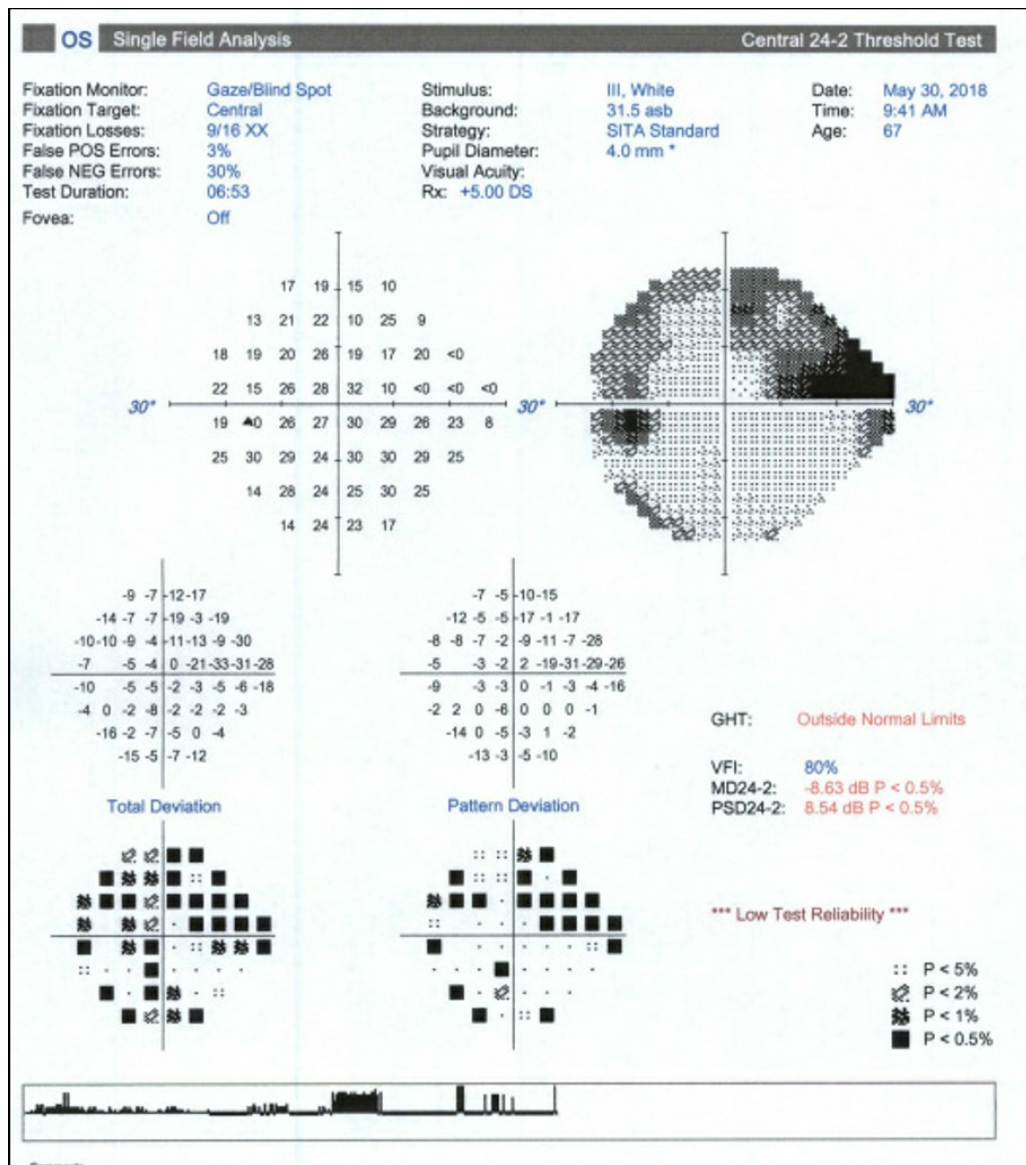 OS Single Field Analysis Central 24-2 Threshold Test
Fixation Monitor: Gaze/Blind Spot Stimulus: III, White Date: May 30, 2018
Fixation Target: Central Background: 31.5 asb Time: 9:41 AM
Fixation Losses: 9/16 XX Strategy: SITA Standard Age: 67
False POS Errors: 3% Pupil Diameter: 4.0 mm *
False NEG Errors: 30% Visual Acuity:
Test Duration: 06:53 Rx: +5.00 DS
Fovea: Off
17 19 15 10
13 21 22 10 25 9
18 19 20 26 19 17 20 <0
22 15 26 28 32 10 <0 <0 <0
30° 30° 30°
19 0 26 27 30 29 26 23 8
25 30 29 24 30 30 29 25
14 28 24 25 30 25
14 24 23 17
-9 -7 -12 -17 -7 -5 -10 -15
-14 -7 -7 -19 -3 -19 -12 -5 -5 -17 -1 -17
-10 -10 -9 -4 -11 -13 -9 -30 -8 -8 -7 -2 -9 -11 -7 -28
-7 -5 -4 0 -21 -33 -31 -28 -5 -3 -2 2 -19 -31 -29 -26
-10 -5 -5 -2 -3 -5 -6 -18 -9 -3 -3 0 -1 -3 -4 -16
-4 0 -2 -8 -2 -2 -2 -3 -2 2 0 -6 0 0 0 -1
-16 -2 -7 -5 0 -4 -14 0 -5 -3 1 -2
-15 -5 -7 -12 -13 -3 -5 -10
GHT: Outside Normal Limits
VFI: 80%
MD24-2: -8.63 dB P < 0.5%
PSD24-2: 8.54 dB P < 0.5%
Total Deviation Pattern Deviation
*** Low Test Reliability ***
P < 5%
P < 2%
P < 1%
P < 0.5%